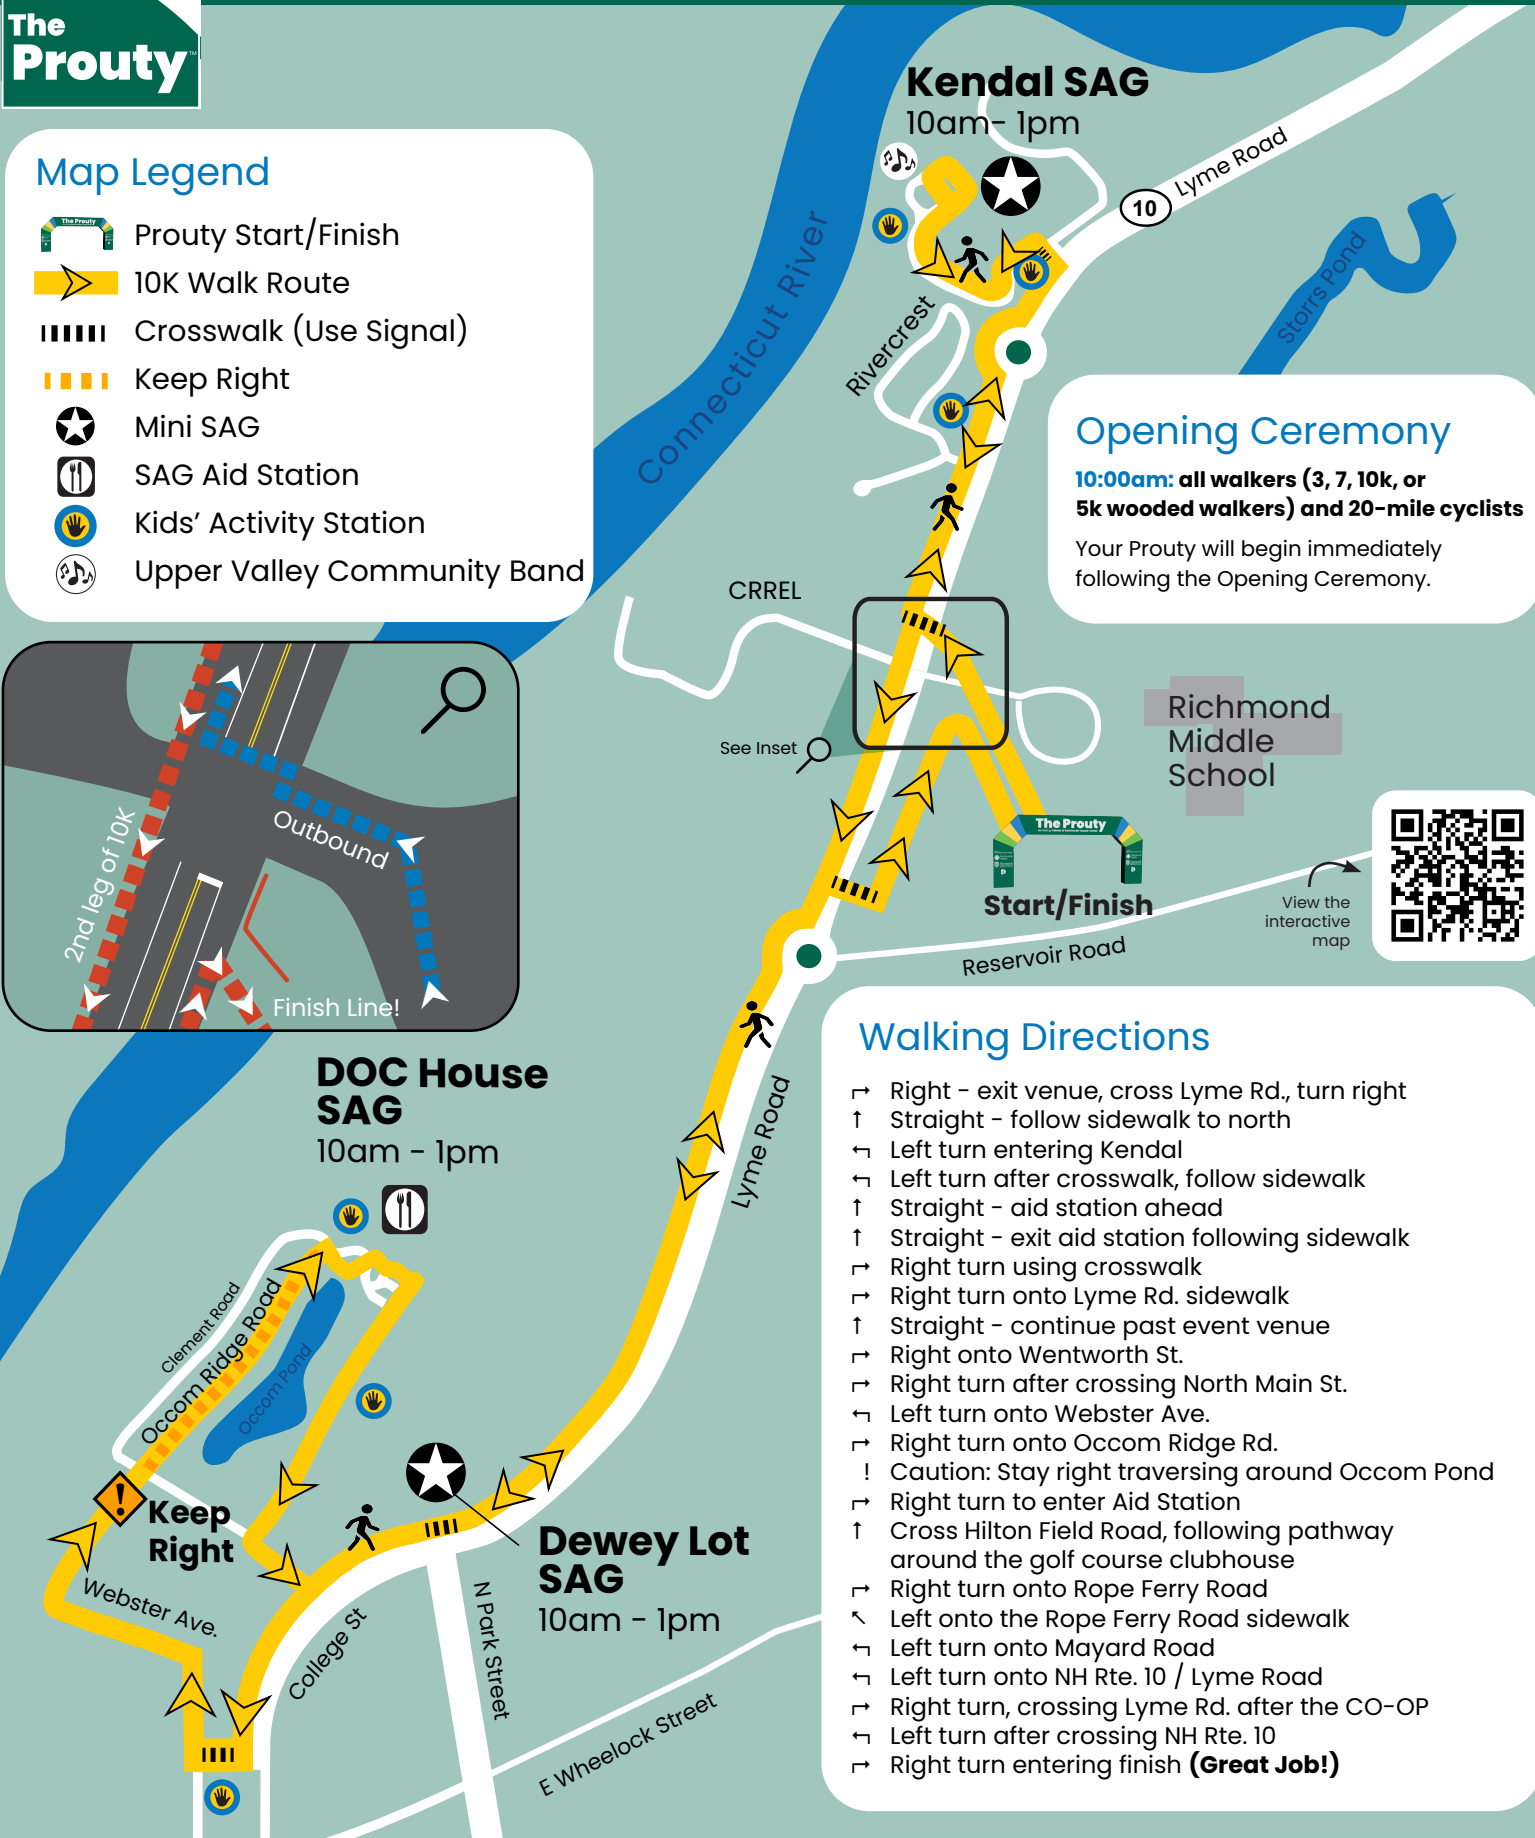 The
Prouty™
Map Legend
The Prouty
Prouty Start/Finish
10K Walk Route
Crosswalk (Use Signal)
Keep Right
Mini SAG
SAG Aid Station
Kids’ Activity Station
Upper Valley Community Band
Kendal SAG
10am- 1pm
10
Lyme Road
Connecticut River
Rivercrest
Storrs Pond
Opening Ceremony
10:00am: all walkers (3, 7, 10k, or
5k wooded walkers) and 20-mile cyclists
Your Prouty will begin immediately
following the Opening Ceremony.
CRREL
See Inset
Richmond
Middle
School
2nd leg of 10K
Outbound
Finish Line!
The Prouty
Start/Finish
Reservoir Road
View the
interactive
map
DOC House
SAG
10am - 1pm
Lyme Road
Clement Road
Occom Ridge Road
Occom Pond
Keep
Right
Webster Ave.
College St
N Park Street
E Wheelock Street
Dewey Lot
SAG
10am - 1pm
Walking Directions
Right - exit venue, cross Lyme Rd., turn right
Straight - follow sidewalk to north
Left turn entering Kendal
Left turn after crosswalk, follow sidewalk
Straight - aid station ahead
Straight - exit aid station following sidewalk
Right turn using crosswalk
Right turn onto Lyme Rd. sidewalk
Straight - continue past event venue
Right onto Wentworth St.
Right turn after crossing North Main St.
Left turn onto Webster Ave.
Right turn onto Occom Ridge Rd.
! Caution: Stay right traversing around Occom Pond
Right turn to enter Aid Station
Cross Hilton Field Road, following pathway
around the golf course clubhouse
Right turn onto Rope Ferry Road
Left onto the Rope Ferry Road sidewalk
Left turn onto Mayard Road
Left turn onto NH Rte. 10 / Lyme Road
Right turn, crossing Lyme Rd. after the CO-OP
Left turn after crossing NH Rte. 10
Right turn entering finish (Great Job!)